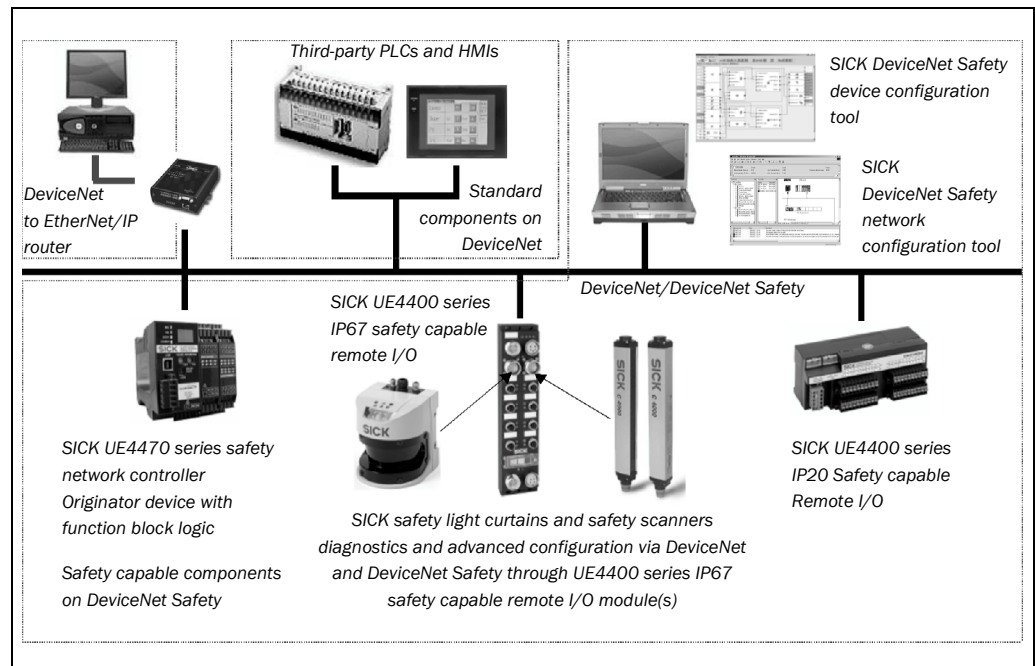 Third-party PLCs and HMIs
SICK DeviceNet Safety
device configuration
tool
DeviceNet
to EtherNet/IP
router
Standard
components on
DeviceNet
SICK
DeviceNet Safety
network
configuration tool
DeviceNet/DeviceNet Safety
SICK UE4400 series
IP67 safety capable
remote I/O
SICK
SICK
SICK
SICK
SICK UE4470 series safety
network controller
Originator device with
function block logic
Safety capable components
on DeviceNet Safety
SICK safety light curtains and safety scanners
diagnostics and advanced configuration via DeviceNet
and DeviceNet Safety through UE4400 series IP67
safety capable remote I/O module(s)
SICK UE4400 series
IP20 Safety capable
Remote I/O